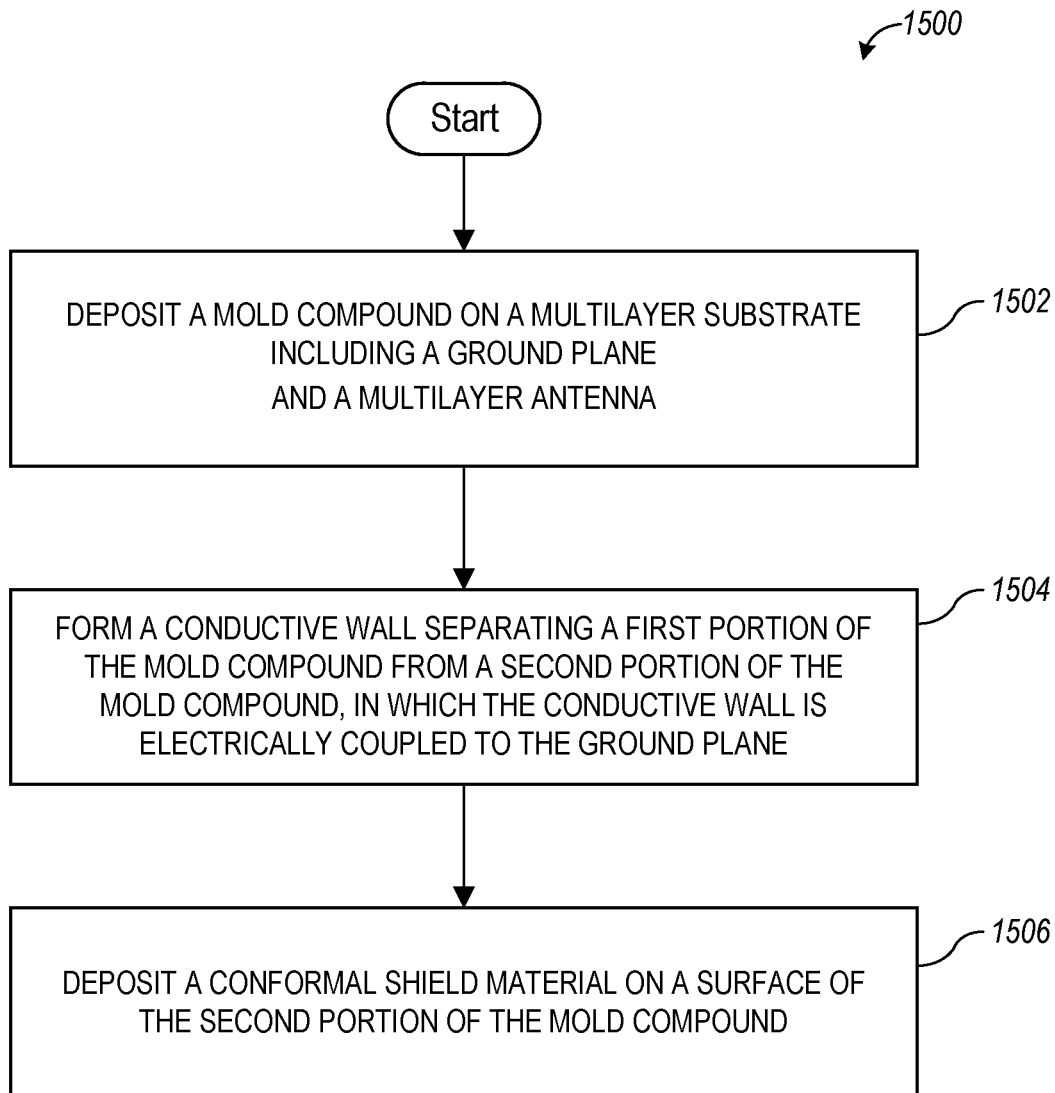 1500
Start
DEPOSIT A MOLD COMPOUND ON A MULTILAYER SUBSTRATE
INCLUDING A GROUND PLANE
AND A MULTILAYER ANTENNA
1502
FORM A CONDUCTIVE WALL SEPARATING A FIRST PORTION OF
THE MOLD COMPOUND FROM A SECOND PORTION OF THE
MOLD COMPOUND, IN WHICH THE CONDUCTIVE WALL IS
ELECTRICALLY COUPLED TO THE GROUND PLANE
1504
DEPOSIT A CONFORMAL SHIELD MATERIAL ON A SURFACE OF
THE SECOND PORTION OF THE MOLD COMPOUND
1506